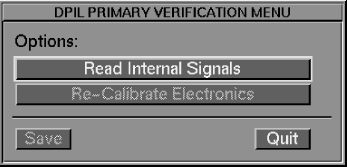 DPIL PRIMARY VERIFICATION MENU
Options:
Read Internal Signals
Re-Calibrate Electronics
Save Quit